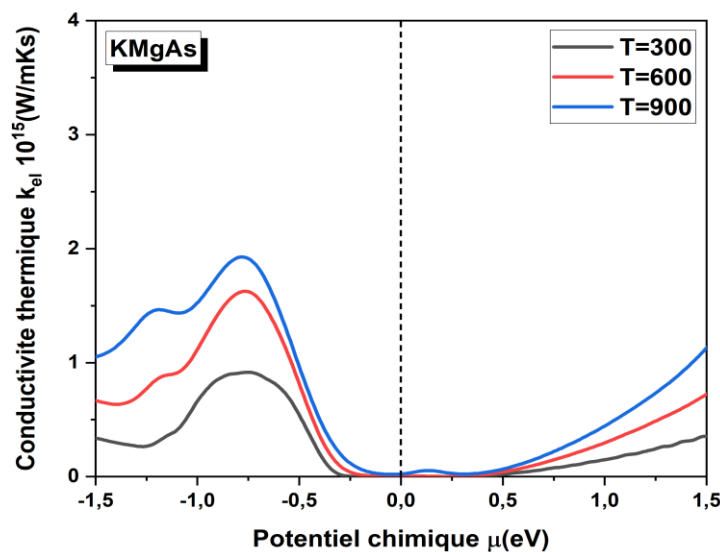 KMgAs
T=300
T=600
T=900
Conductivite thermique k_el 10^15(W/mKs)
4
3
2
1
0
-1,5 -1,0 -0,5 0,0 0,5 1,0 1,5
Potentiel chimique μ(eV)